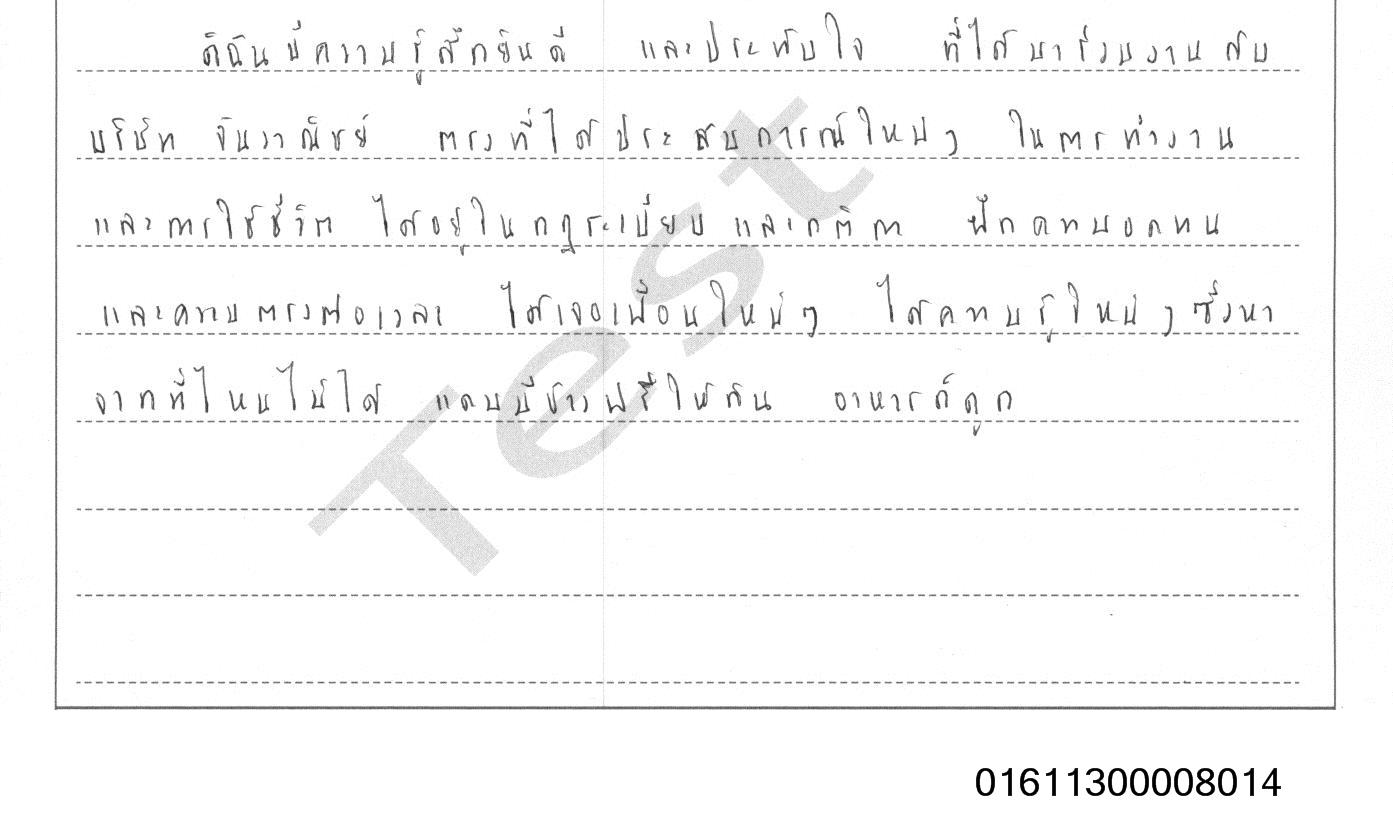 ดิฉันมีความรู้สึกยินดี และประทับใจ ที่ได้มาร่วมงานกับ
บริษัท จันวาณิชย์ ตรงที่ได้ประสบการณ์ใหม่ๆ ในการทำงาน
และการใช้ชีวิต ได้อยู่ในกฎระเบียบและกติกา ฝึกความอดทน
และความตรงต่อเวลา ได้เจอเพื่อนใหม่ๆ ได้ความรู้ใหม่ๆ ซึ่งหา
จากที่ไหนไม่ได้ แถมมีข้าวฟรีให้กิน อาหารก็ถูก
Test
01611300008014